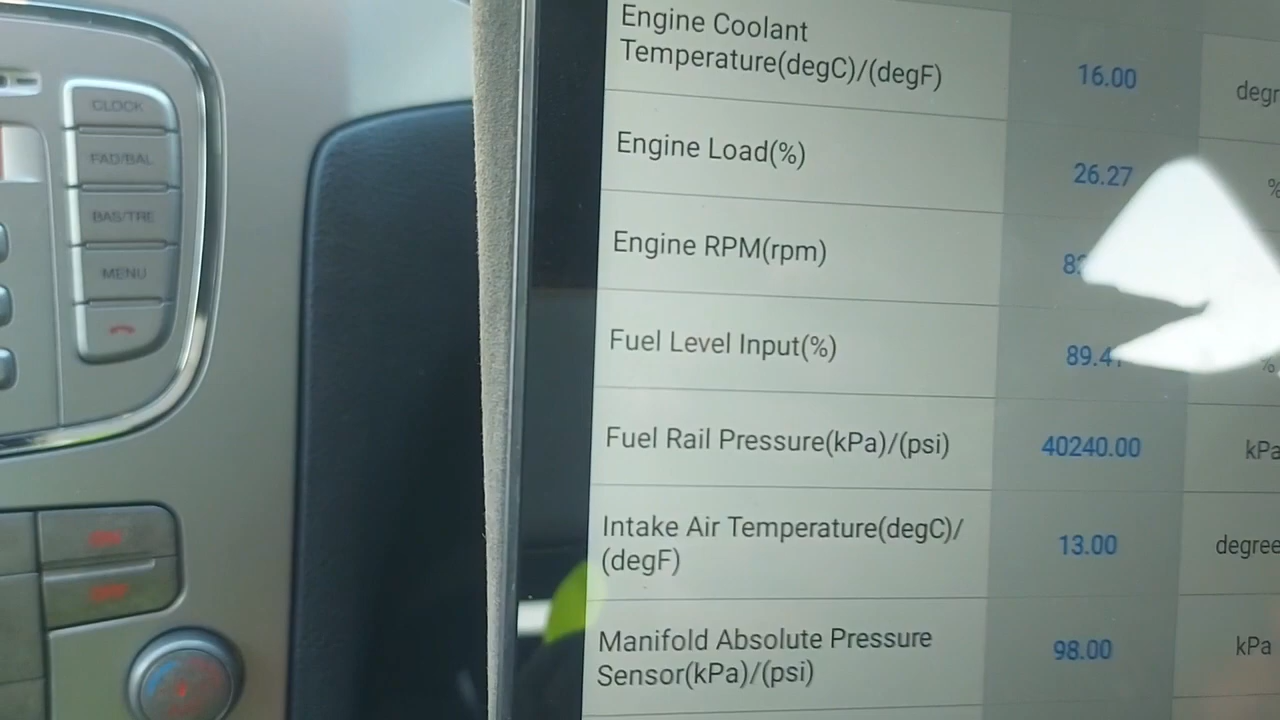 CLOCK
FAD/BAL
BAS/TRE
MENU
Engine Coolant
Temperature(degC)/(degF)
16.00
degr
Engine Load(%)
26.27
%
Engine RPM(rpm)
Fuel Level Input(%)
89.4
%
Fuel Rail Pressure(kPa)/(psi)
40240.00
kPa
Intake Air Temperature(degC)/
(degF)
13.00
degree
Manifold Absolute Pressure
Sensor(kPa)/(psi)
98.00
kPa